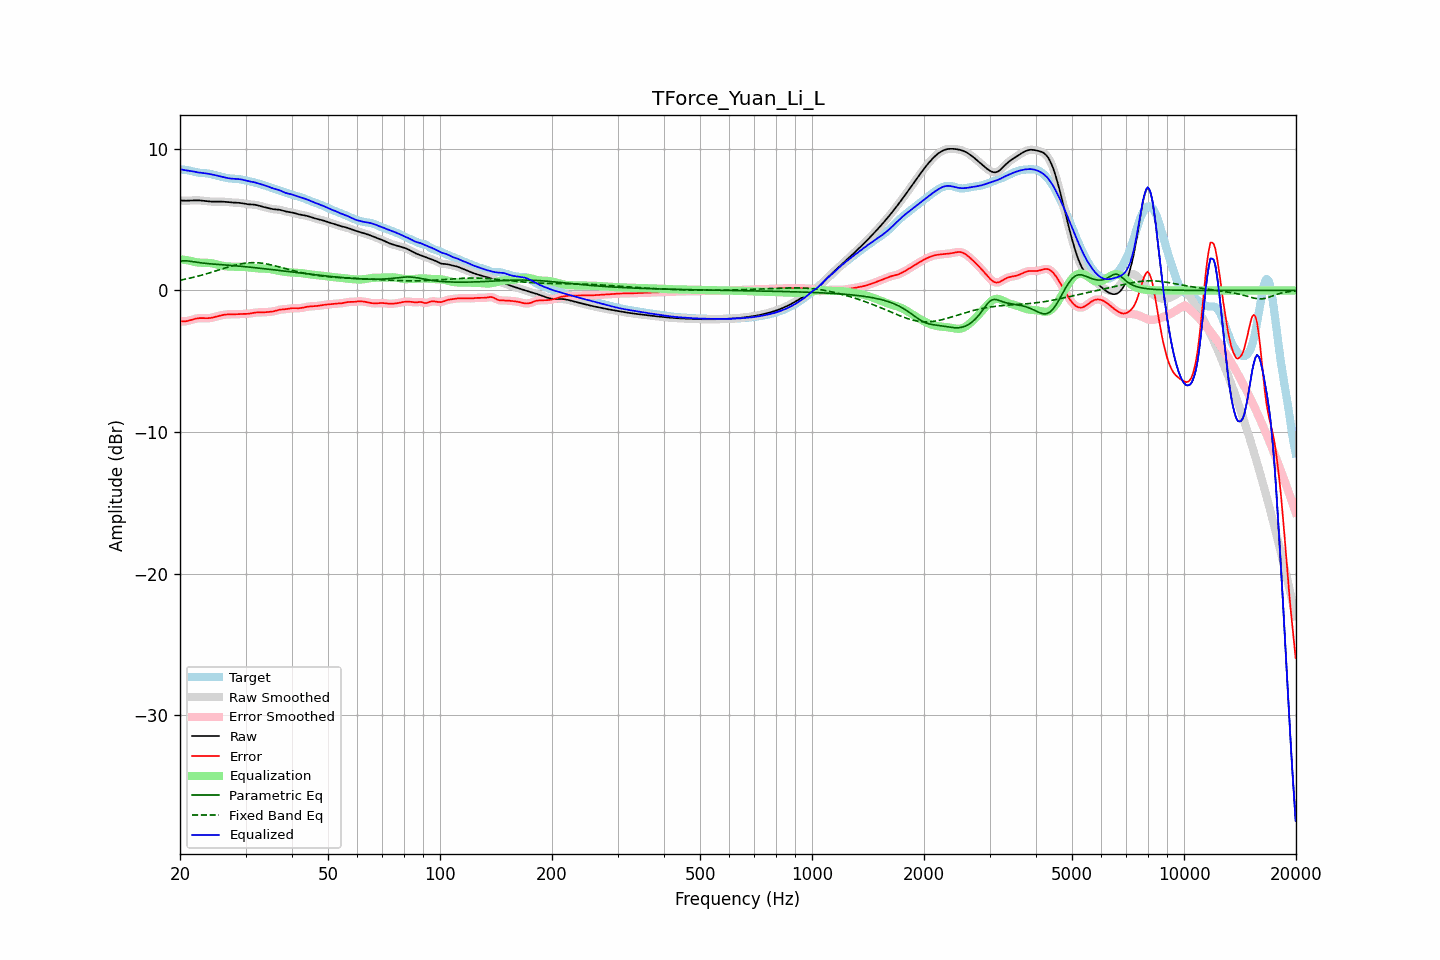 TForce_Yuan_Li_L
10
0
−10
−20
−30
Amplitude (dBr)
Target
Raw Smoothed
Error Smoothed
Raw
Error
Equalization
Parametric Eq
Fixed Band Eq
Equalized
20 50 100 200 500 1000 2000 5000 10000 20000
Frequency (Hz)